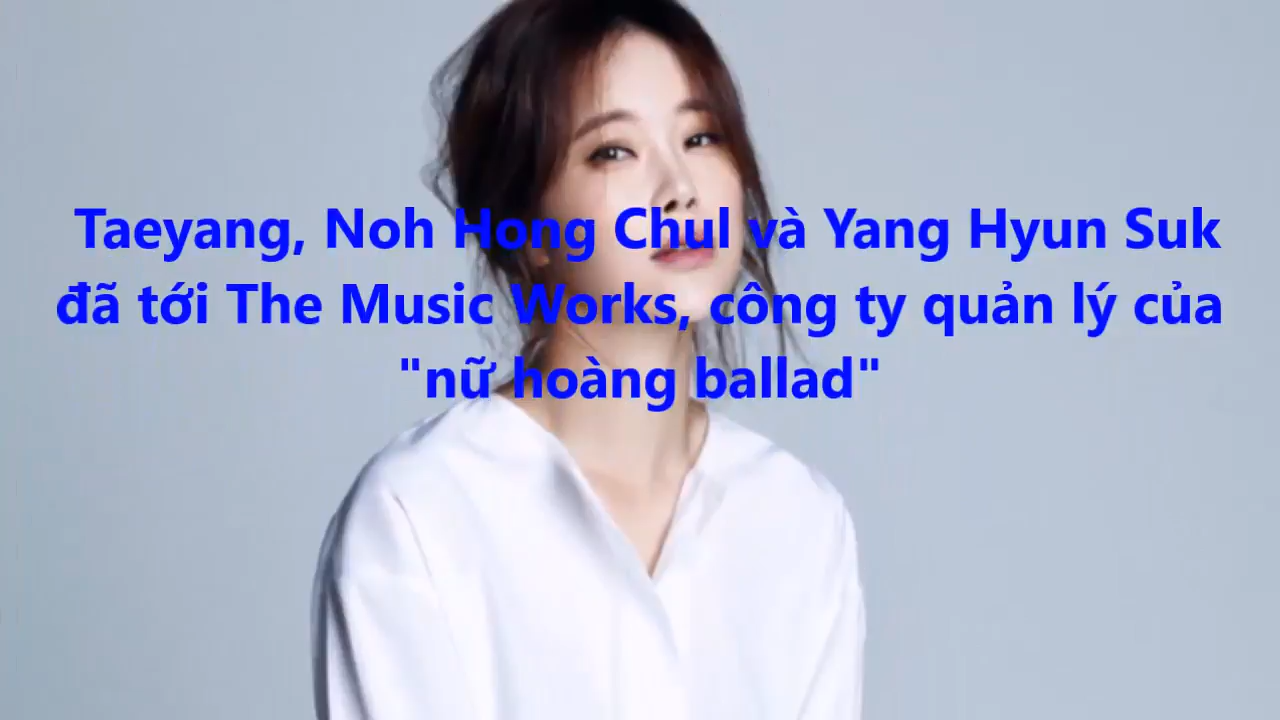 Taeyang, Noh Hong Chul và Yang Hyun Suk
đã tới The Music Works, công ty quản lý của
"nữ hoàng ballad"